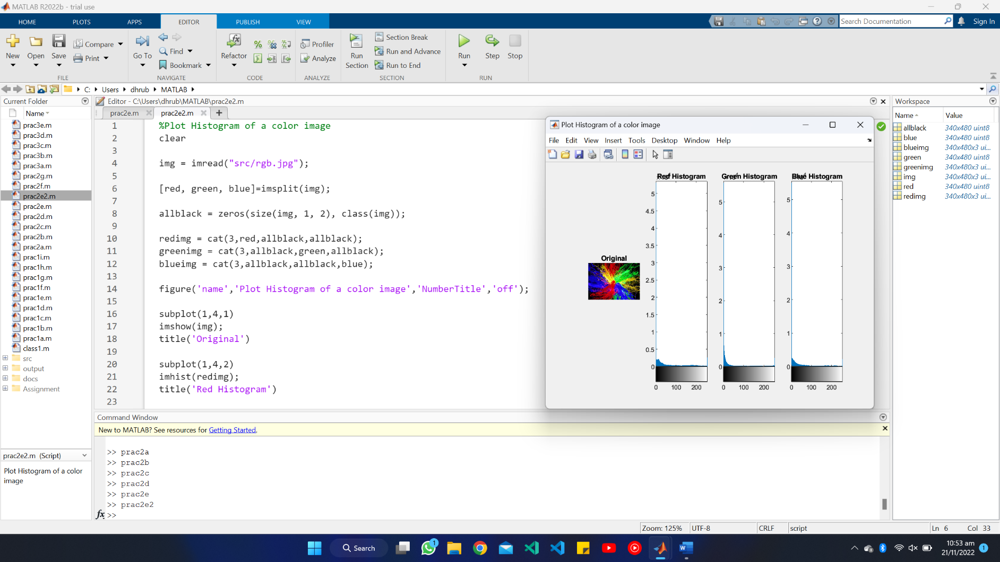 MATLAB R2022b - trial use
HOME PLOTS APPS EDITOR PUBLISH VIEW
Search Documentation Sign In
New Open Save Compare Print
Go To Find Bookmark
Refactor
Profiler Analyze
Run Section Section Break Run and Advance Run to End
Run Step Stop
FILE NAVIGATE CODE ANALYZE SECTION RUN
C: Users dhrub MATLAB
Current Folder
Name
prac3e.m
prac3d.m
prac3c.m
prac3b.m
prac3a.m
prac2g.m
prac2f.m
prac2e2.m
prac2e.m
prac2d.m
prac2c.m
prac2b.m
prac2a.m
prac1i.m
prac1h.m
prac1g.m
prac1f.m
prac1e.m
prac1d.m
prac1c.m
prac1b.m
prac1a.m
class1.m
src
output
docs
Assignment
prac2e2.m (Script)
Plot Histogram of a color
image
Editor - C:\Users\dhrub\MATLAB\prac2e2.m
prac2e.m prac2e2.m
1 %Plot Histogram of a color image
2 clear
3
4 img = imread("src/rgb.jpg");
5
6 [red, green, blue]=imsplit(img);
7
8 allblack = zeros(size(img, 1, 2), class(img));
9
10 redimg = cat(3,red,allblack,allblack);
11 greenimg = cat(3,allblack,green,allblack);
12 blueimg = cat(3,allblack,allblack,blue);
13
14 figure('name','Plot Histogram of a color image','NumberTitle','off');
15
16 subplot(1,4,1)
17 imshow(img);
18 title('Original')
19
20 subplot(1,4,2)
21 imhist(redimg);
22 title('Red Histogram')
23
Plot Histogram of a color image
File Edit View Insert Tools Desktop Window Help
Original
Red Histogram
5
4.5
4
3.5
3
2.5
2
1.5
1
0.5
0
0 100 200
Green Histogram
5
4
3
2
1
0
0 100 200
Blue Histogram
5
4
3
2
1
0
0 100 200
Workspace
Name Value
allblack 340x480 uint8
blue 340x480 uint8
blueimg 340x480x3 ui...
green 340x480 uint8
greenimg 340x480x3 ui...
img 340x480x3 ui...
red 340x480 uint8
redimg 340x480x3 ui...
Command Window
New to MATLAB? See resources for Getting Started.
>> prac2a
>> prac2b
>> prac2c
>> prac2d
>> prac2e
>> prac2e2
fx >>
Zoom: 125% UTF-8 CRLF script Ln 6 Col 33
Search
1
10:53 am
21/11/2022
1